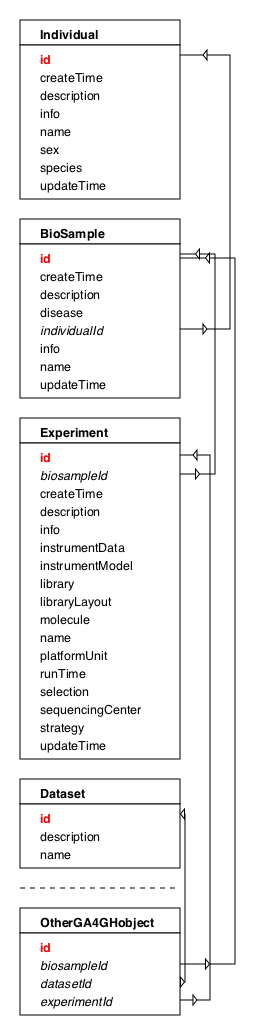 Individual
id
createTime
description
info
name
sex
species
updateTime
BioSample
id
createTime
description
disease
individualId
info
name
updateTime
Experiment
id
biosampleId
createTime
description
info
instrumentData
instrumentModel
library
libraryLayout
molecule
name
platformUnit
runTime
selection
sequencingCenter
strategy
updateTime
Dataset
id
description
name
OtherGA4GHobject
id
biosampleId
datasetId
experimentId